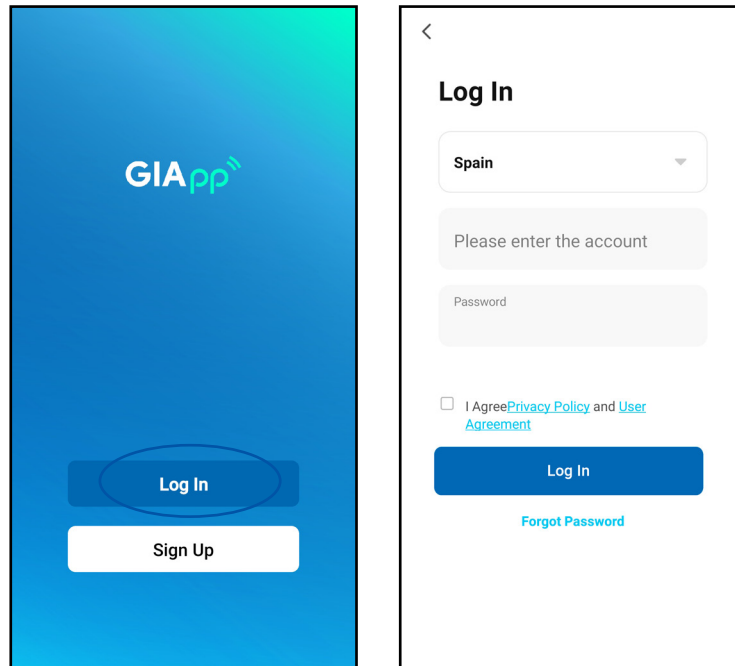 GIApp
Log In
Sign Up
Log In
Spain
Please enter the account
Password
I AgreePrivacy Policy and User
Agreement
Log In
Forgot Password